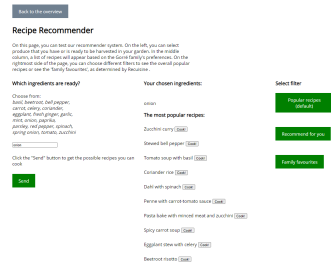 Back to the overview
Recipe Recommender
On this page, you can test our recommender system. On the left, you can select
produce that you have or is ready to be harvested in your garden. In the middle
column, a list of recipes will appear based on the Gorré family's preferences. On the
rightmost side of the page, you can choose different filters to see the overall popular
recipes or see the 'family favourites', as determined by Recursive .
Which ingredients are ready?
Choose from:
basil, beetroot, bell pepper,
carrot, celery, coriander,
eggplant, fresh ginger, garlic,
mint, onion, paprika,
parsley, red pepper, spinach,
spring onion, tomato, zucchini
onion
Click the "Send" button to get the possible recipes you can
cook
Send
Your chosen ingredients:
onion
The most popular recipes:
Zucchini curry Cook!
Stewed bell pepper Cook!
Tomato soup with basil Cook!
Coriander rice Cook!
Dahl with spinach Cook!
Penne with carrot-tomato sauce Cook!
Pasta bake with minced meat and zucchini Cook!
Spicy carrot soup Cook!
Eggplant stew with celery Cook!
Beetroot risotto Cook!
Select filter
Popular recipes
(default)
Recommend for you
Family favourites